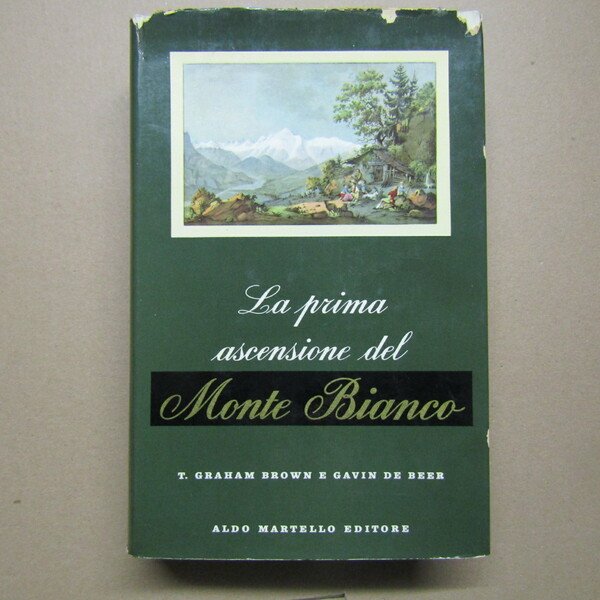 La prima
ascensione del
Monte Bianco
T. GRAHAM BROWN E GAVIN DE BEER
ALDO MARTELLO EDITORE